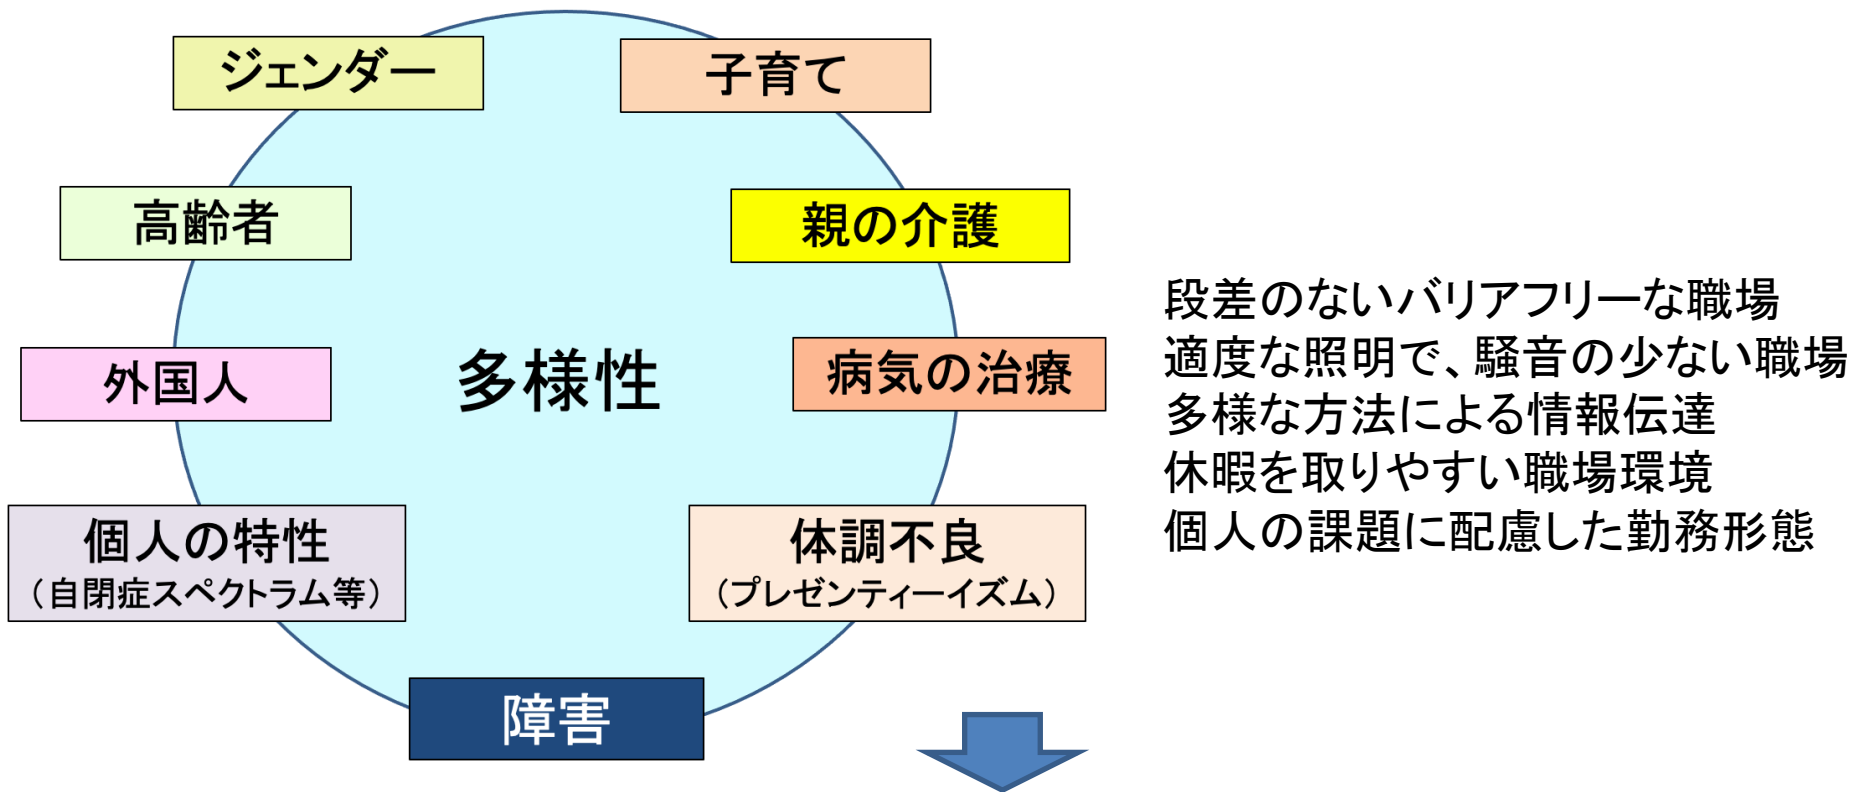 ジェンダー
子育て
高齢者
親の介護
外国人
多様性
病気の治療
個人の特性
（自閉症スペクトラム等）
体調不良
（プレゼンティーイズム）
障害
段差のないバリアフリーな職場
適度な照明で、騒音の少ない職場
多様な方法による情報伝達
休暇を取りやすい職場環境
個人の課題に配慮した勤務形態